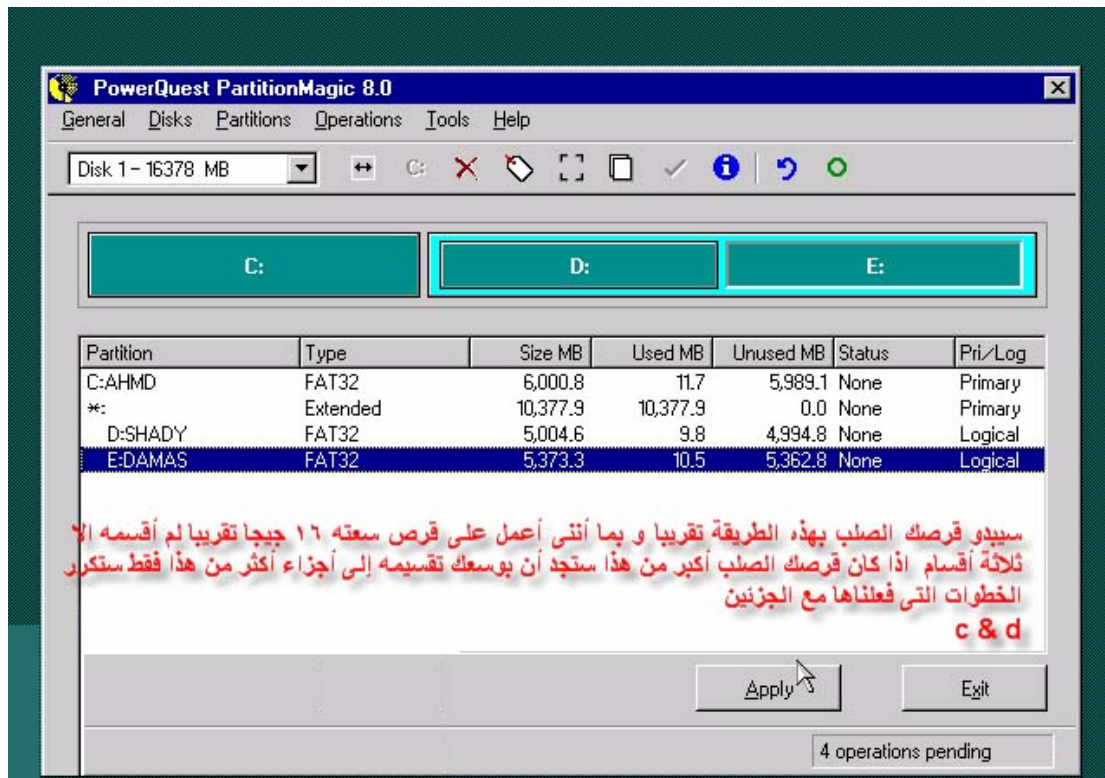 PowerQuest PartitionMagic 8.0
General Disks Partitions Operations Tools Help
Disk 1 - 16378 MB C:
C: D: E:
Partition Type Size MB Used MB Unused MB Status Pri/Log
C:AHMD FAT32 6,000.8 11.7 5,989.1 None Primary
*: Extended 10,377.9 10,377.9 0.0 None Primary
D:SHADY FAT32 5,004.6 9.8 4,994.8 None Logical
E:DAMAS FAT32 5,373.3 10.5 5,362.8 None Logical
سيبدو قرصك الصلب بهذه الطريقة تقريبا و بما أننى أعمل على قرص سعته ١٦ جيجا تقريبا لم أقسمه الا
ثلاثة أقسام اذا كان قرصك الصلب أكبر من هذا ستجد أن بوسعك تقسيمه إلى أجزاء أكثر من هذا فقط ستكرر
الخطوات التى فعلناها مع الجزئين
c & d
Apply Exit
4 operations pending